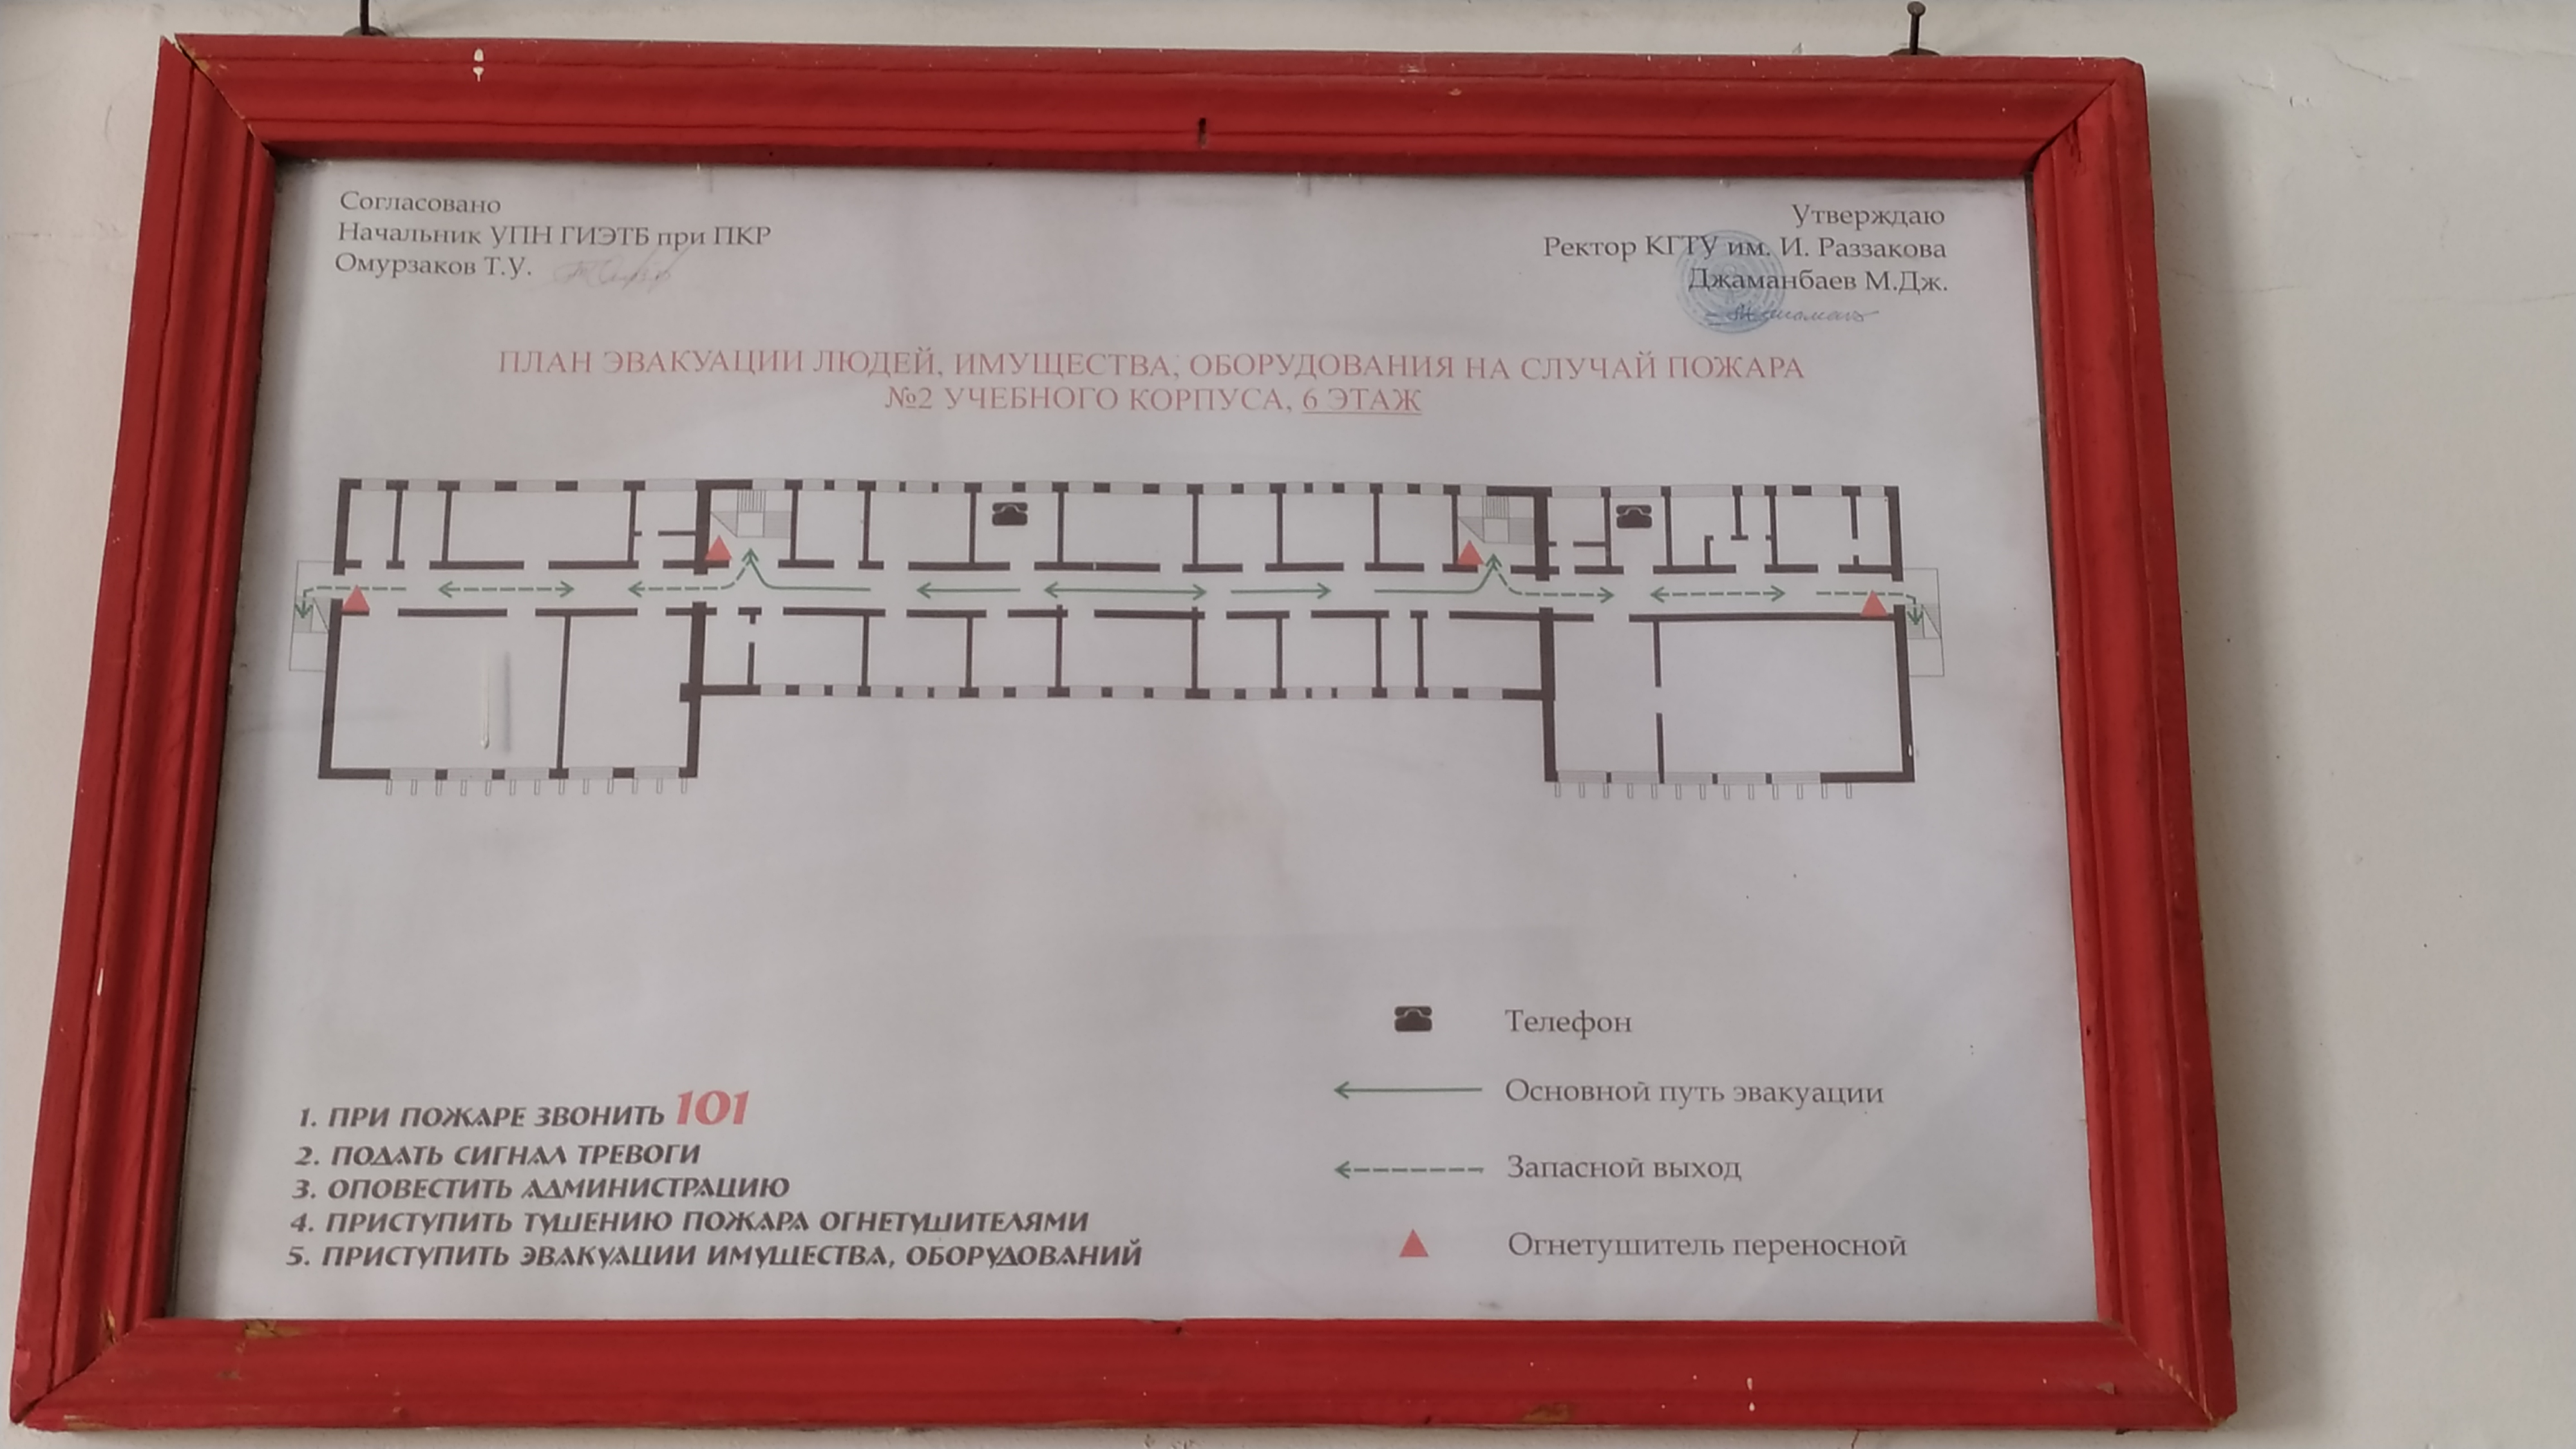 Согласовано
Начальник УПН ГИЭТБ при ПКР
Омурзаков Т.У.
Утверждаю
Ректор КГТУ им. И. Раззакова
Джаманбаев М.Дж.
ПЛАН ЭВАКУАЦИИ ЛЮДЕЙ, ИМУЩЕСТВА, ОБОРУДОВАНИЯ НА СЛУЧАЙ ПОЖАРА
№2 УЧЕБНОГО КОРПУСА, 6 ЭТАЖ
Телефон
Основной путь эвакуации
Запасной выход
Огнетушитель переносной
1. ПРИ ПОЖАРЕ ЗВОНИТЬ 101
2. ПОДАТЬ СИГНАЛ ТРЕВОГИ
3. ОПОВЕСТИТЬ АДМИНИСТРАЦИЮ
4. ПРИСТУПИТЬ ТУШЕНИЮ ПОЖАРА ОГНЕТУШИТЕЛЯМИ
5. ПРИСТУПИТЬ ЭВАКУАЦИИ ИМУЩЕСТВА, ОБОРУДОВАНИЙ